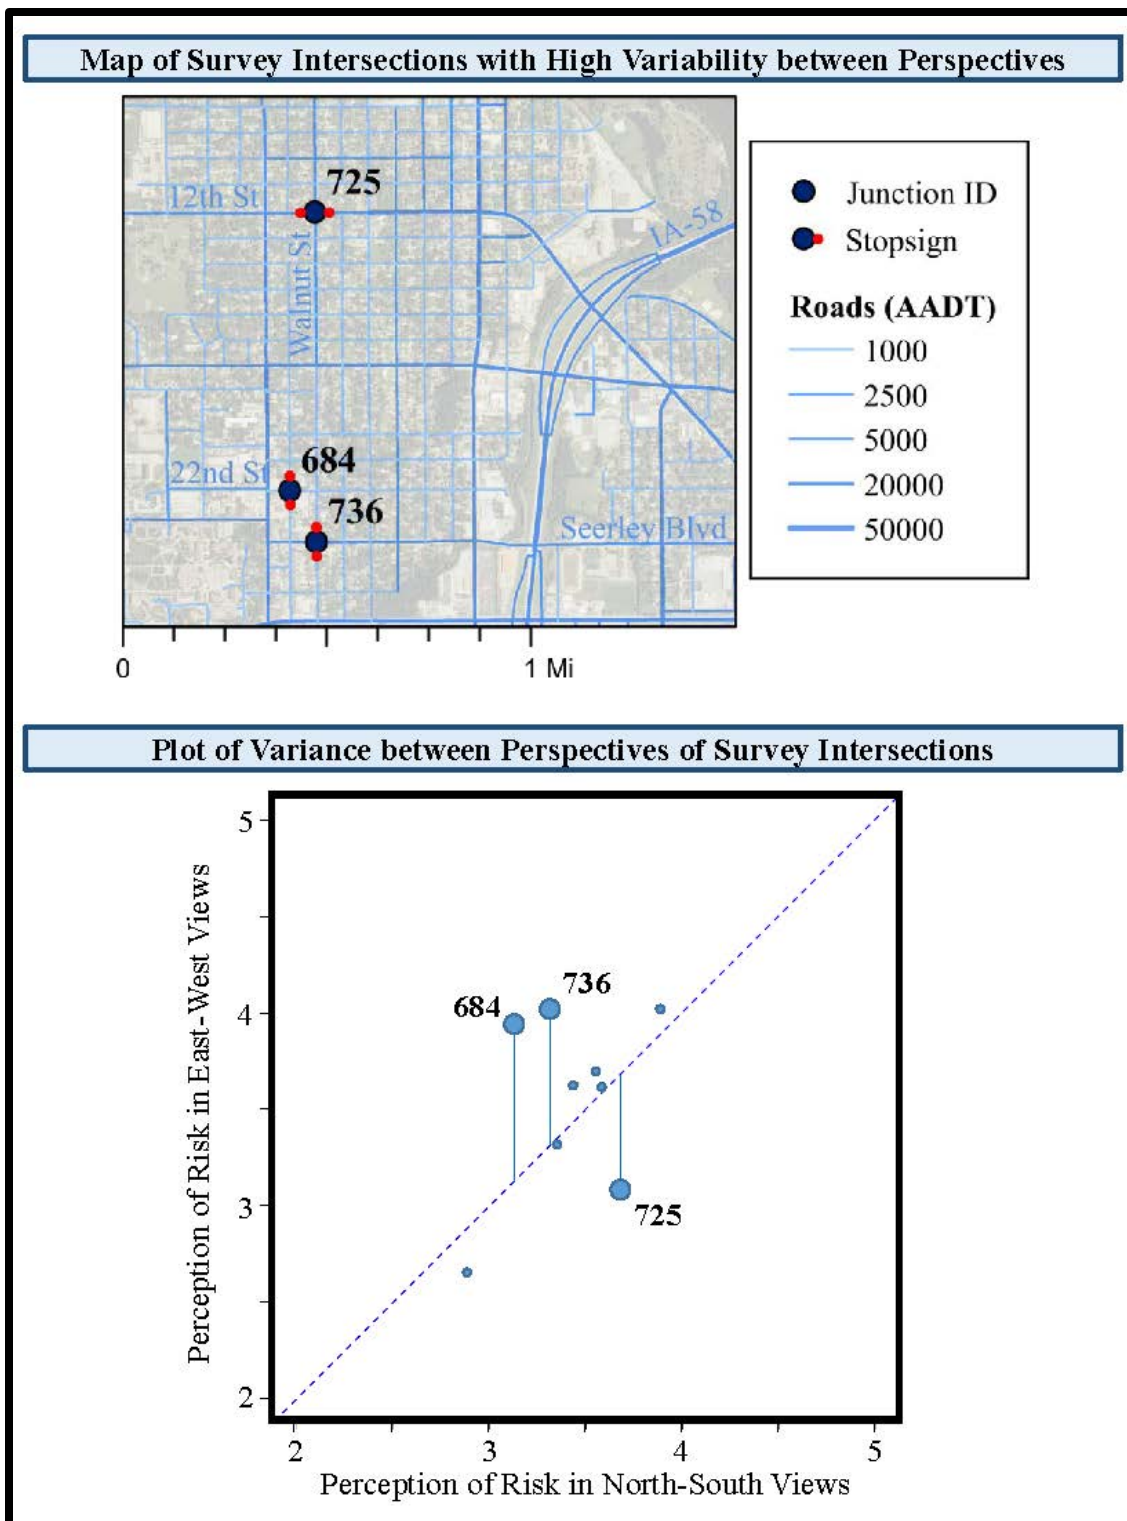 Map of Survey Intersections with High Variability between Perspectives
12th St
725
Walnut St
IA-58
22nd St
684
736
Seerley Blvd
0
1 Mi
Junction ID
Stopsign
Roads (AADT)
1000
2500
5000
20000
50000
Plot of Variance between Perspectives of Survey Intersections
Perception of Risk in East-West Views
5
4
3
2
684
736
725
2
3
4
5
Perception of Risk in North-South Views